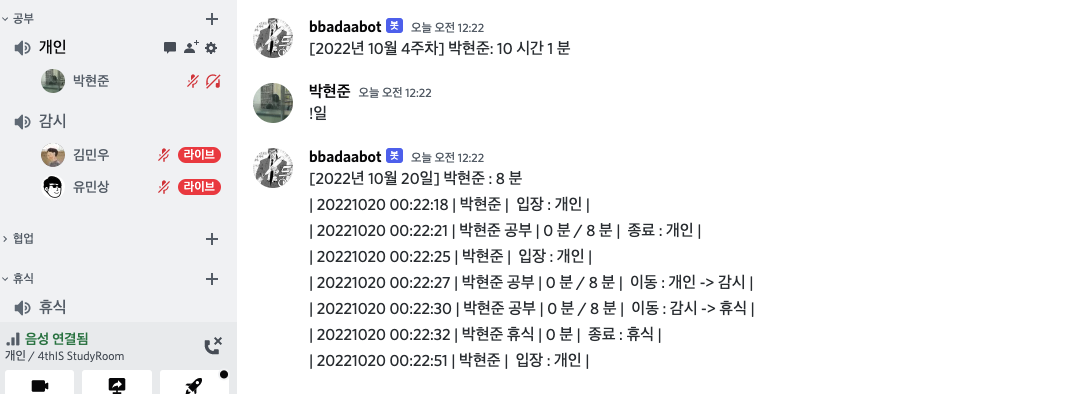 공부
개인
박현준
감시
김민우 라이브
유민상 라이브
협업
휴식
휴식
음성 연결됨
개인 / 4thIS StudyRoom
bbadaabot 봇 오늘 오전 12:22
[2022년 10월 4주차] 박현준: 10 시간 1 분
박현준 오늘 오전 12:22
!일
bbadaabot 봇 오늘 오전 12:22
[2022년 10월 20일] 박현준 : 8 분
| 20221020 00:22:18 | 박현준 | 입장 : 개인 |
| 20221020 00:22:21 | 박현준 공부 | 0 분 / 8 분 | 종료 : 개인 |
| 20221020 00:22:25 | 박현준 | 입장 : 개인 |
| 20221020 00:22:27 | 박현준 공부 | 0 분 / 8 분 | 이동 : 개인 -> 감시 |
| 20221020 00:22:30 | 박현준 공부 | 0 분 / 8 분 | 이동 : 감시 -> 휴식 |
| 20221020 00:22:32 | 박현준 휴식 | 0 분 | 종료 : 휴식 |
| 20221020 00:22:51 | 박현준 | 입장 : 개인 |